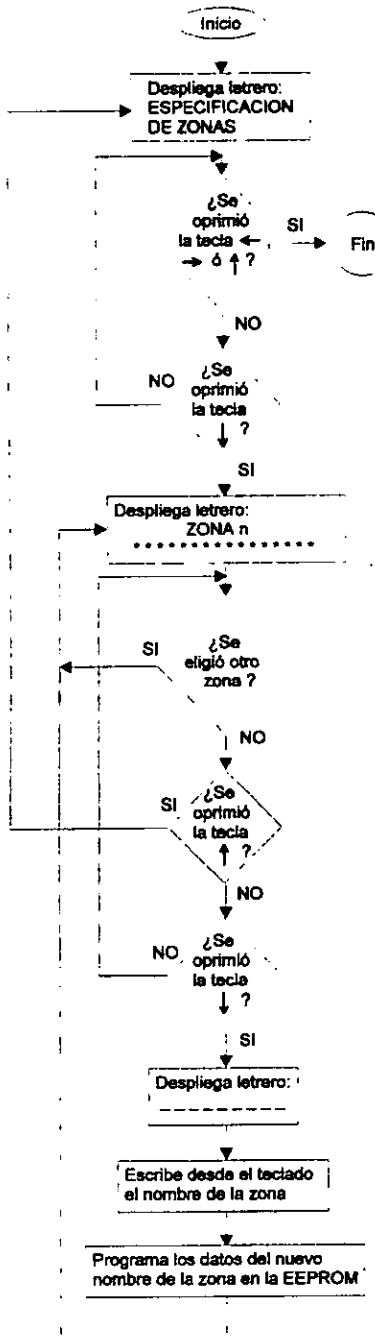 Inicio
Despliega letrero:
ESPECIFICACION
DE ZONAS
¿Se
oprimió
la tecla ←
→ ó ↑ ?
SI
Fin
NO
¿Se
oprimió
la tecla
↓ ?
NO
SI
Despliega letrero:
ZONA n
* * * * * * * * * * * * * * * *
¿Se
eligió otro
zona ?
SI
NO
¿Se
oprimió
la tecla
↑ ?
SI
NO
¿Se
oprimió
la tecla
↓ ?
NO
SI
Despliega letrero:
_ _ _ _ _ _ _ _ _ _ _ _ _ _ _ _
Escribe desde el teclado
el nombre de la zona
Programa los datos del nuevo
nombre de la zona en la EEPROM